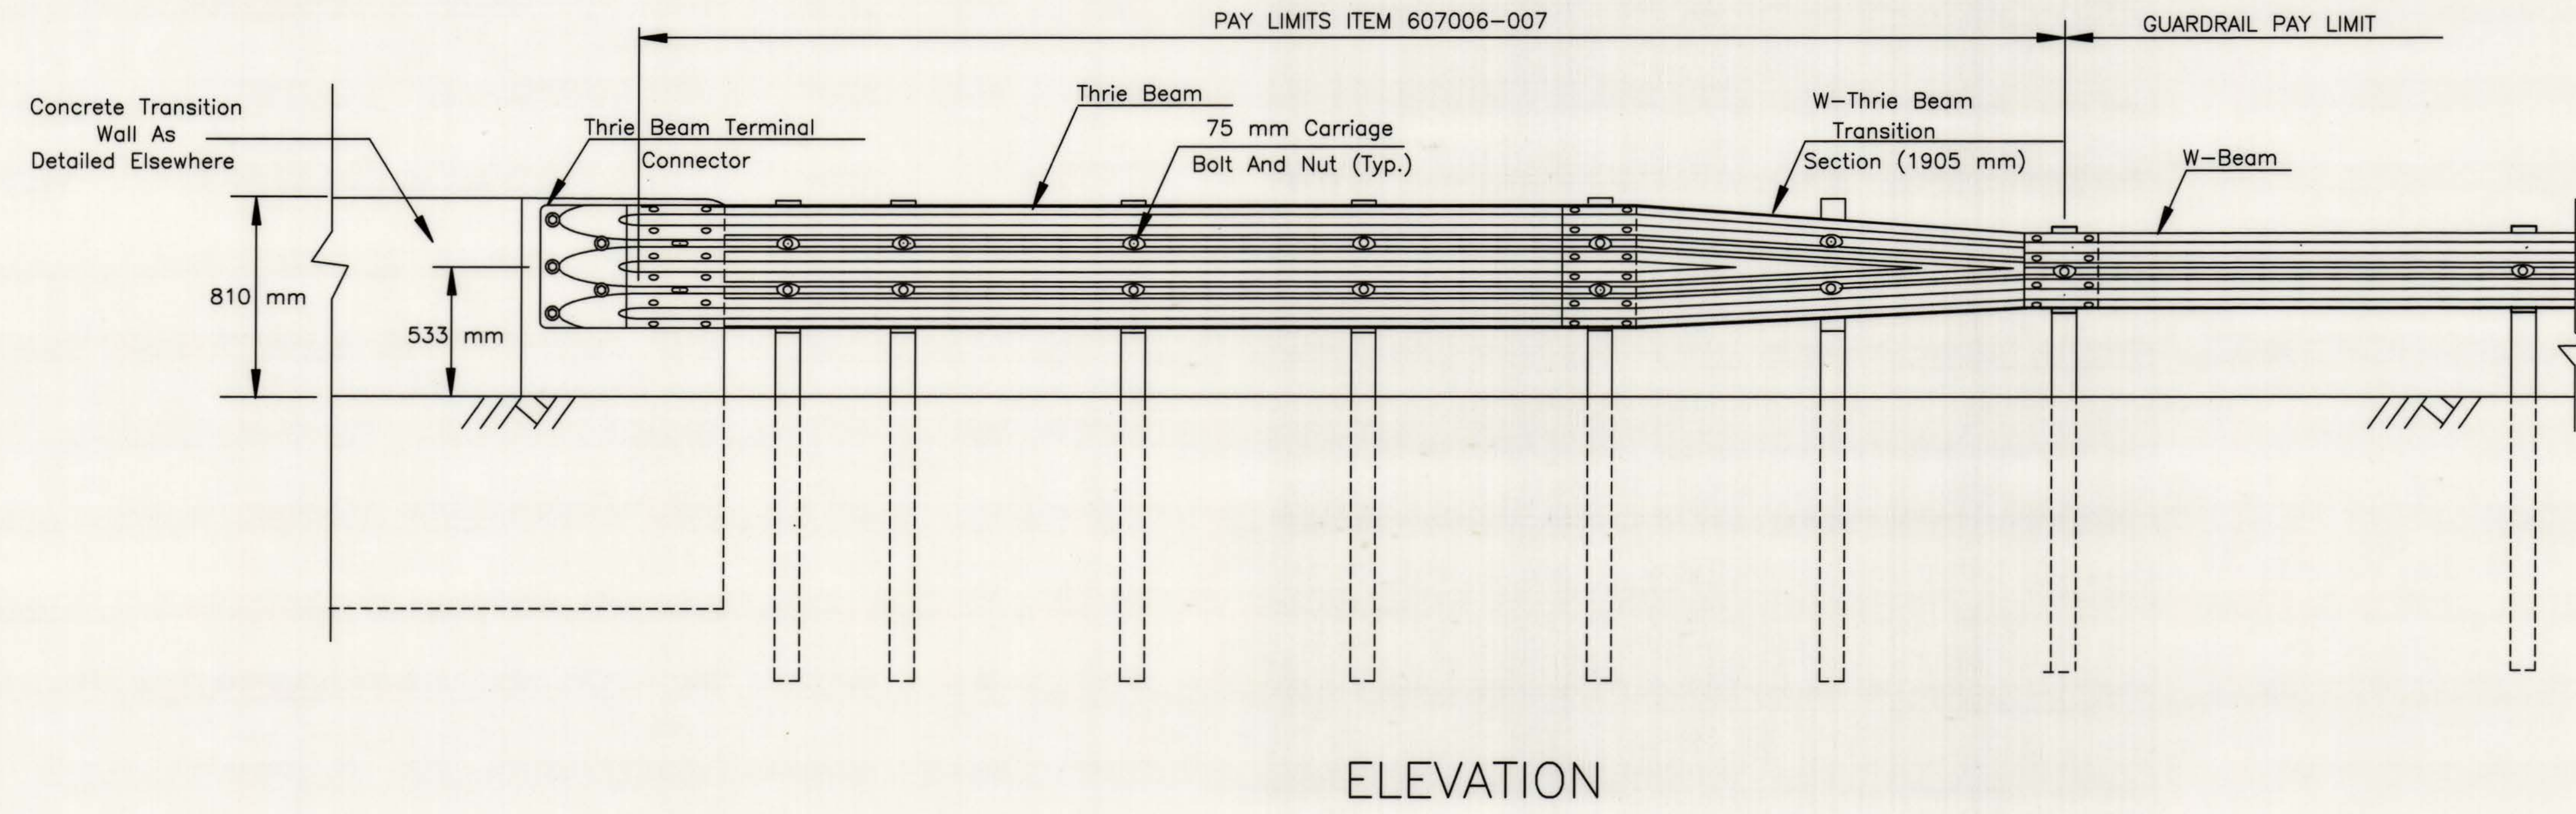 PAY LIMITS ITEM 607006-007
GUARDRAIL PAY LIMIT
Concrete Transition
Wall As
Detailed Elsewhere
Thrie Beam Terminal
Connector
Thrie Beam
75 mm Carriage
Bolt And Nut (Typ.)
W-Thrie Beam
Transition
Section (1905 mm)
W-Beam
810 mm
533 mm
ELEVATION